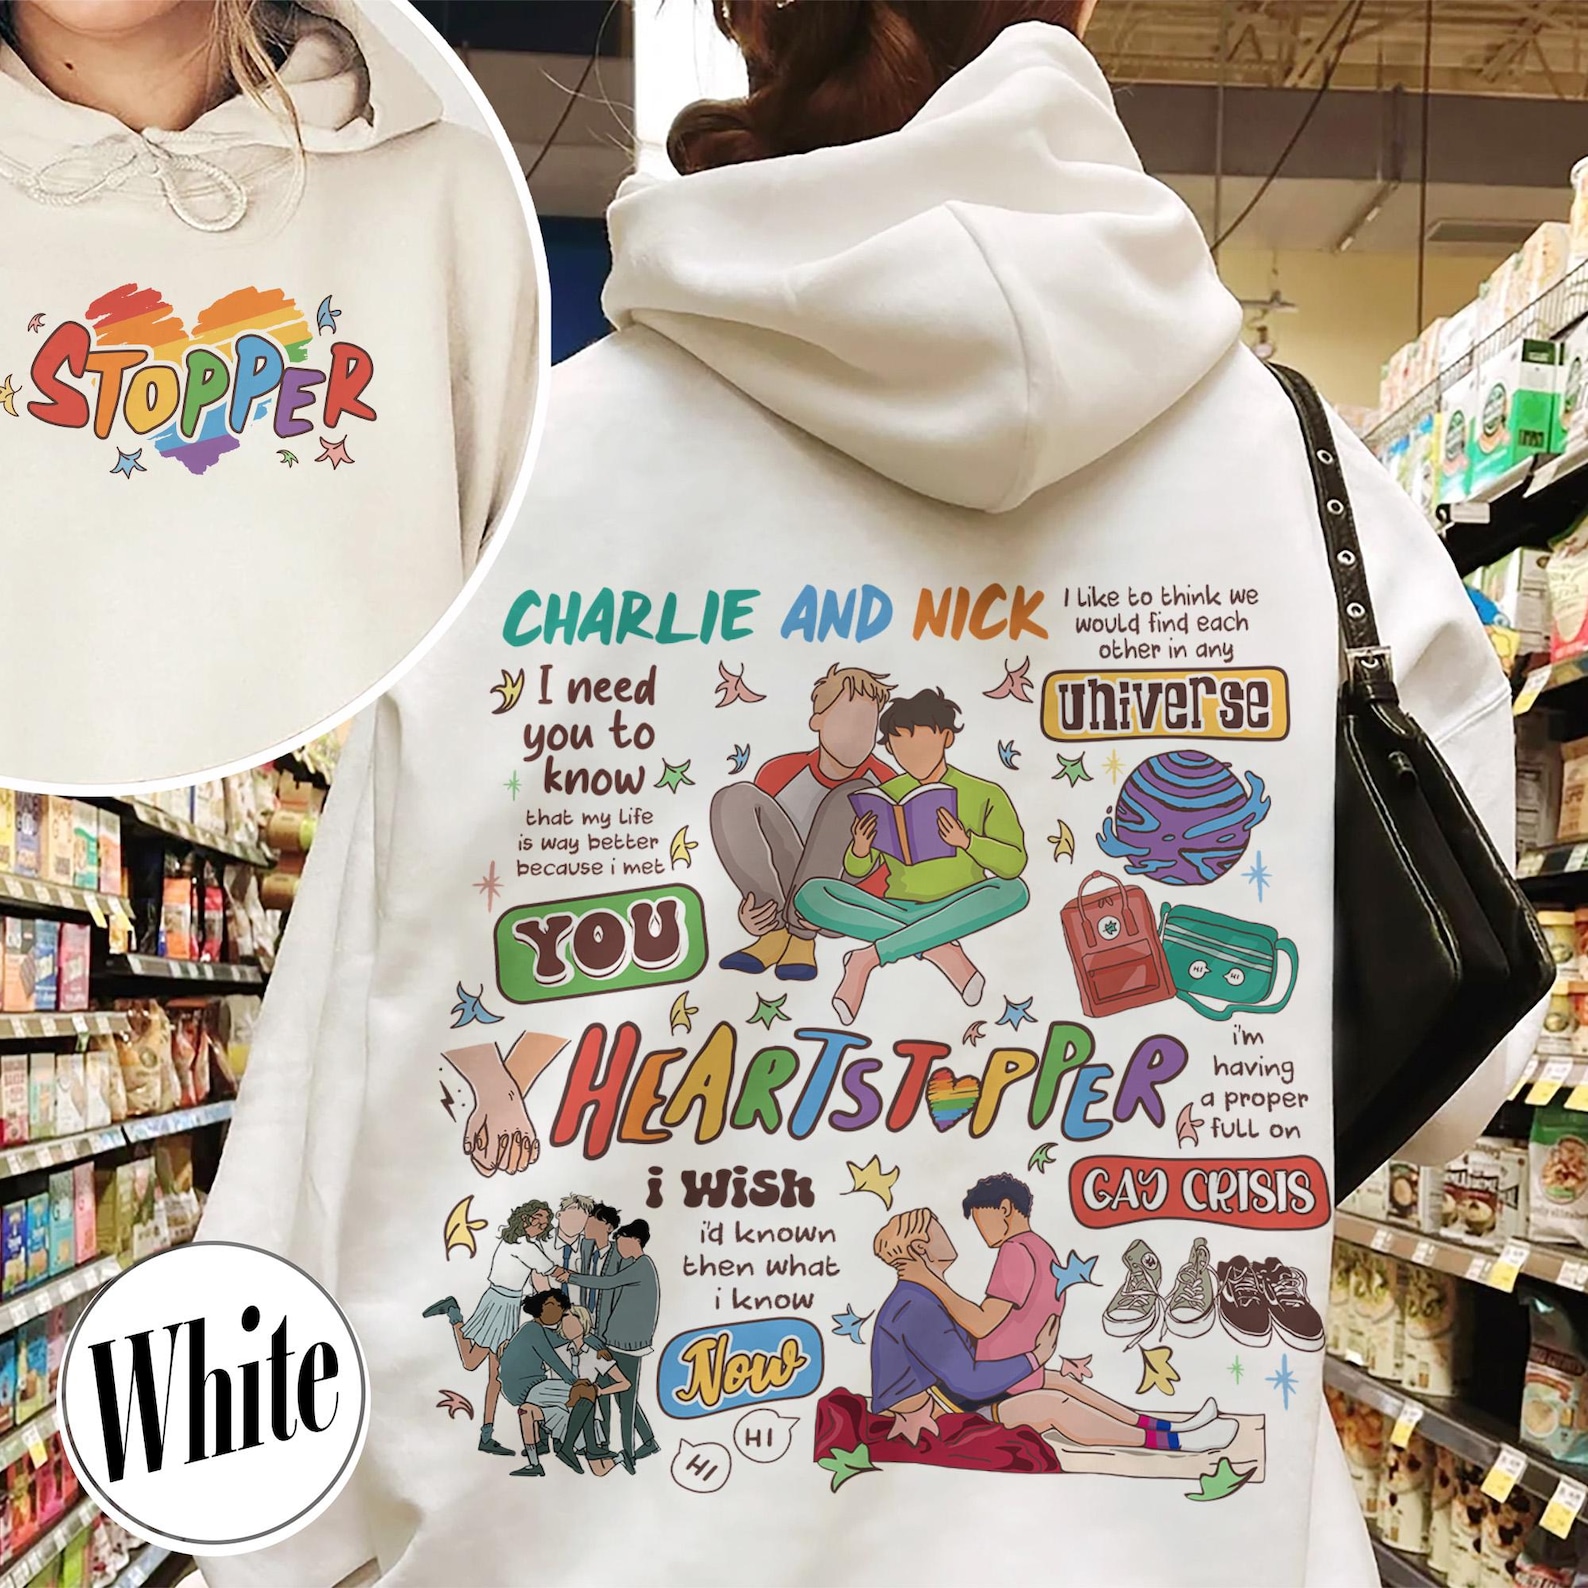 STOPPER
CHARLIE AND NICK
I like to think we
would find each
other in any
universe
I need
you to
know
that my life
is way better
because i met
YOU
HI HI
HEARTSTOPPER
i'm
having
a proper
full on
GAY CRISIS
i wish
i'd known
then what
i know
Now
HI
HI
White